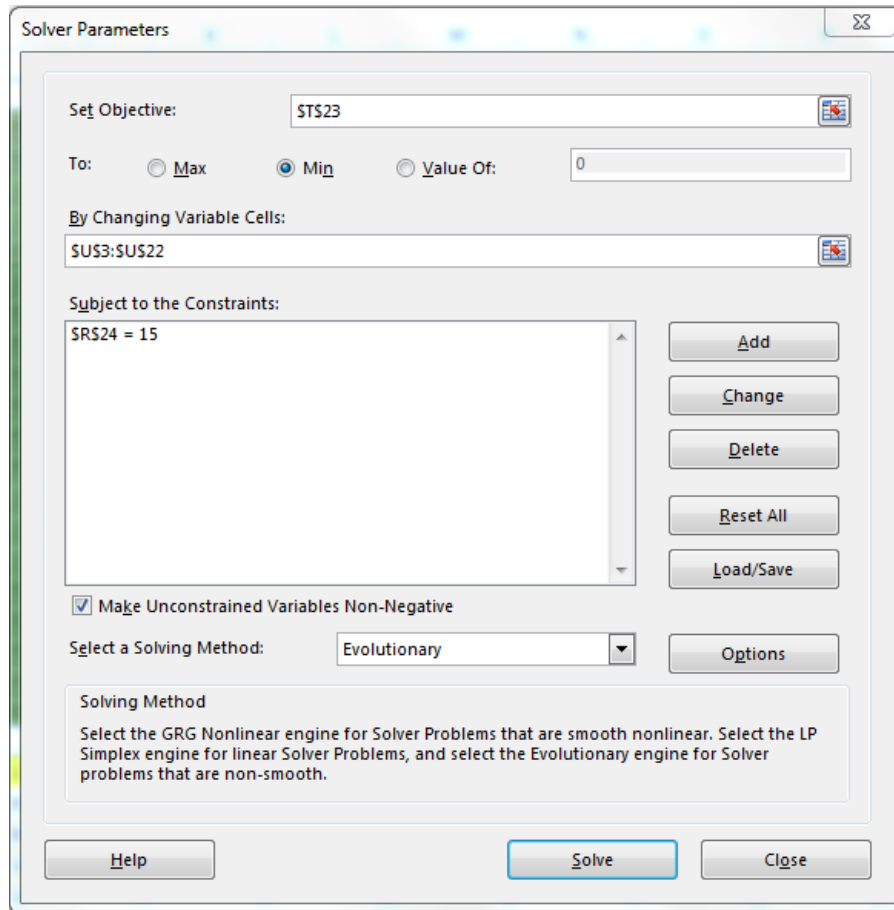 Solver Parameters
Set Objective:
$T$23
To:
Max
Min
Value Of:
0
By Changing Variable Cells:
$U$3:$U$22
Subject to the Constraints:
$R$24 = 15
Add
Change
Delete
Reset All
Load/Save
Make Unconstrained Variables Non-Negative
Select a Solving Method:
Evolutionary
Options
Solving Method
Select the GRG Nonlinear engine for Solver Problems that are smooth nonlinear. Select the LP
Simplex engine for linear Solver Problems, and select the Evolutionary engine for Solver
problems that are non-smooth.
Help
Solve
Close